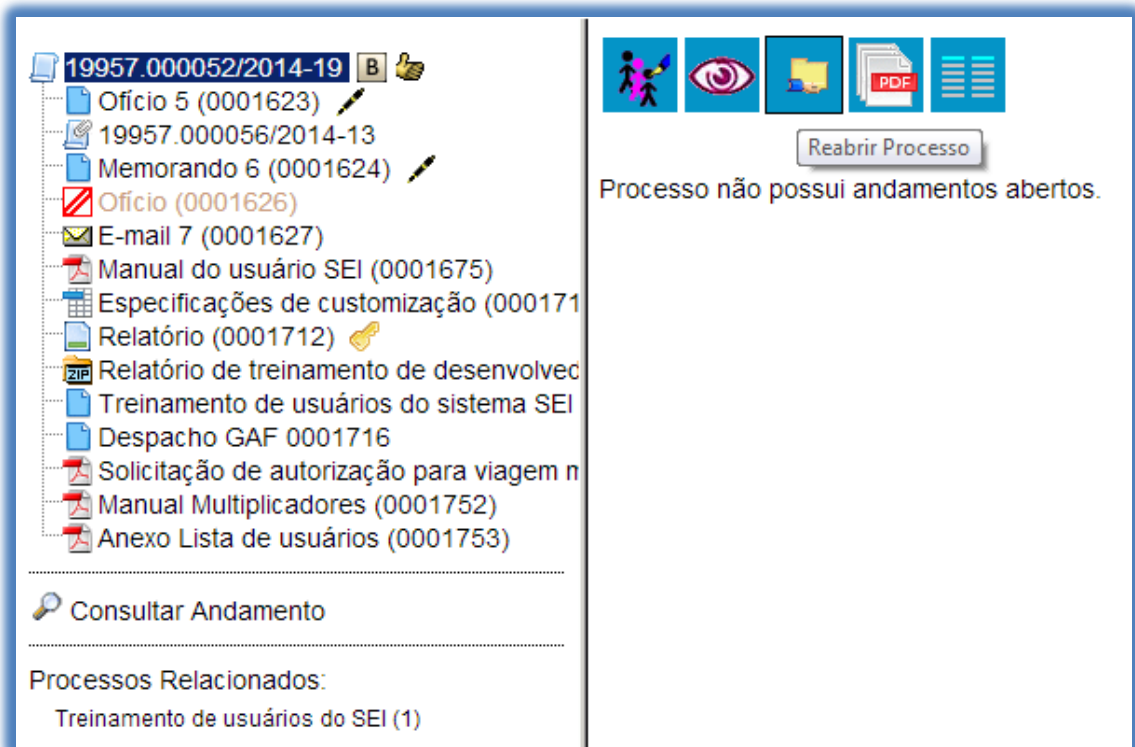 19957.000052/2014-19 B
Ofício 5 (0001623)
19957.000056/2014-13
Memorando 6 (0001624)
Ofício (0001626)
E-mail 7 (0001627)
Manual do usuário SEI (0001675)
Especificações de customização (000171
Relatório (0001712)
ZIP Relatório de treinamento de desenvolved
Treinamento de usuários do sistema SEI
Despacho GAF 0001716
Solicitação de autorização para viagem n
Manual Multiplicadores (0001752)
Anexo Lista de usuários (0001753)
Consultar Andamento
Processos Relacionados:
Treinamento de usuários do SEI (1)
PDF
Reabrir Processo
Processo não possui andamentos abertos.